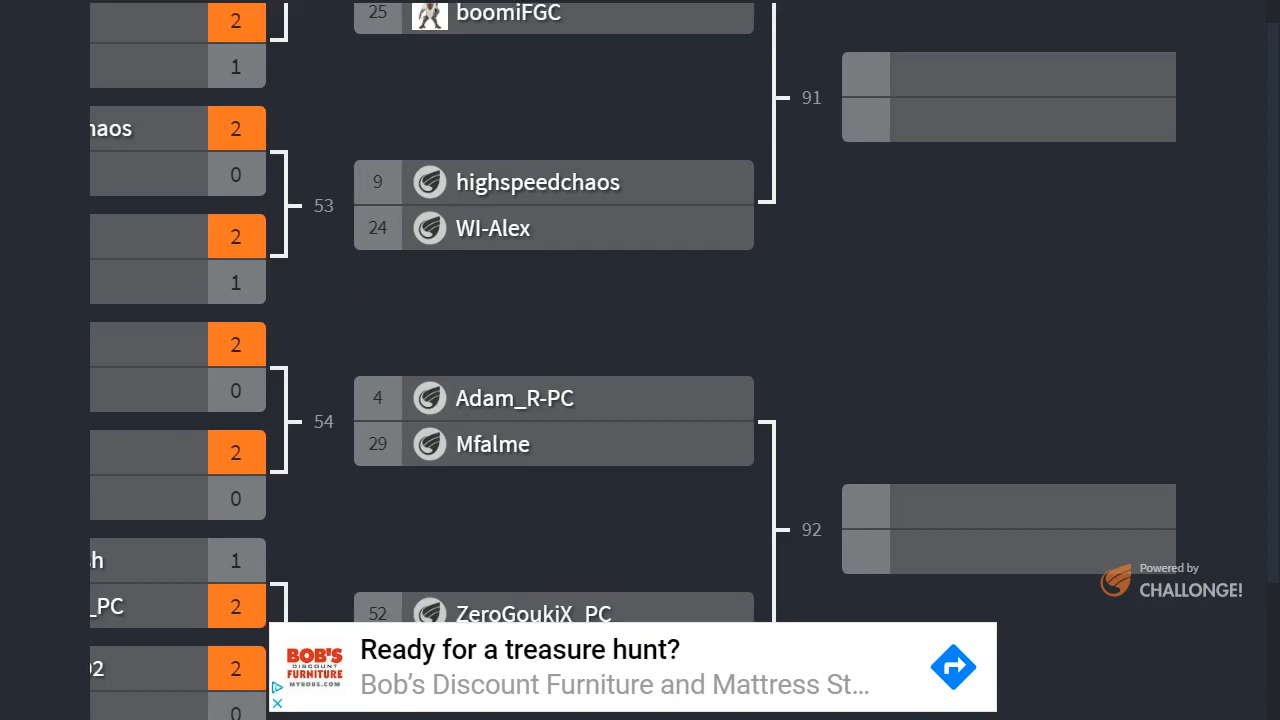 2
25 boomiFGC
1
91
haos 2
0
9 highspeedchaos
53
24 WI-Alex
2
1
2
0
4 Adam_R-PC
54
29 Mfalme
2
0
92
h 1
Powered by
CHALLONGE!
_PC 2
52 ZeroGoukiX_PC
2
0
BOB'S
DISCOUNT
FURNITURE
MYBOBS.COM
Ready for a treasure hunt?
Bob's Discount Furniture and Mattress St...